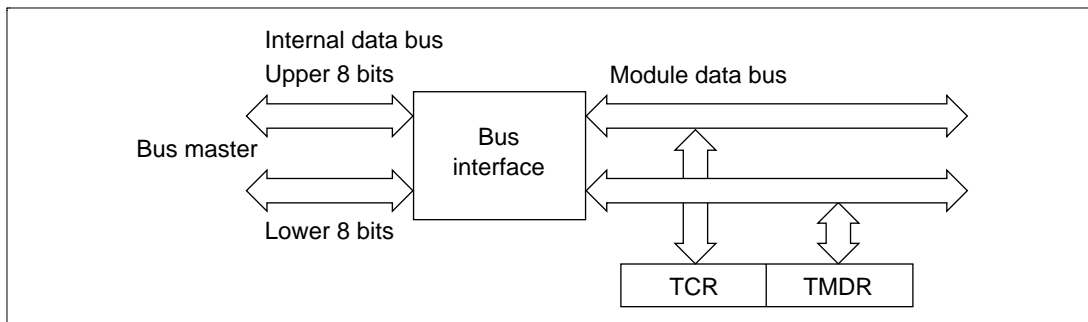 Internal data bus
Upper 8 bits
Module data bus
Bus
interface
Bus master
Lower 8 bits
TCR
TMDR